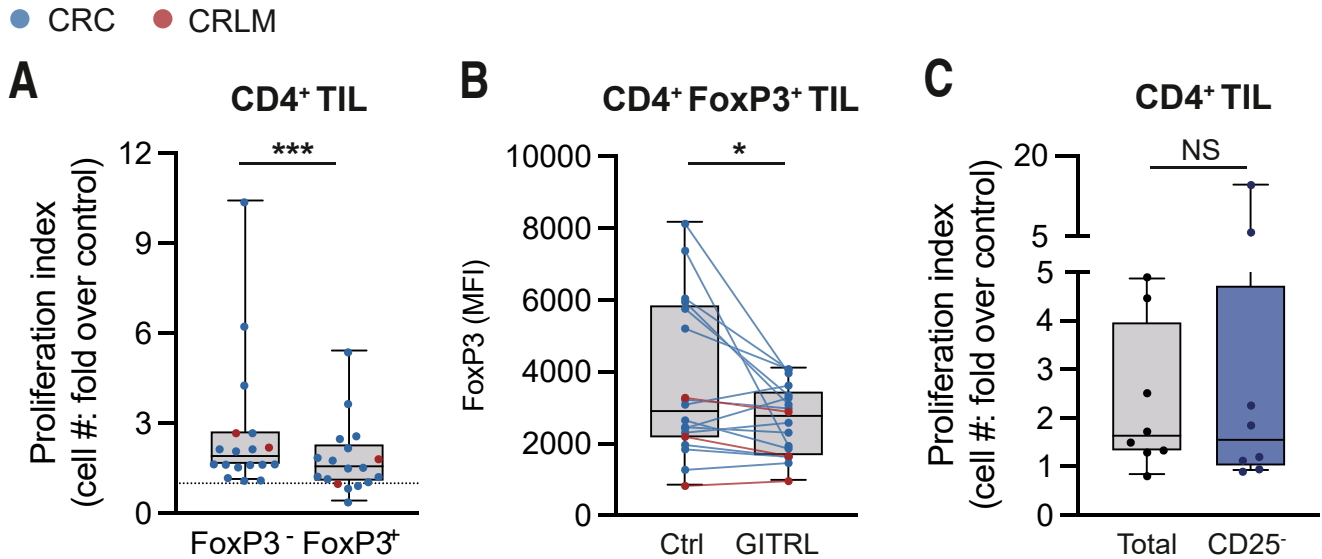 CRC CRLM
A
CD4⁺ TIL
Proliferation index
(cell #: fold over control)
12
9
6
3
0
***
FoxP3 ⁻ FoxP3⁺
B
CD4⁺ FoxP3⁺ TIL
FoxP3 (MFI)
10000
8000
6000
4000
2000
0
*
Ctrl GITRL
C
CD4⁺ TIL
Proliferation index
(cell #: fold over control)
20
5
5
4
3
2
1
0
NS
Total CD25⁻